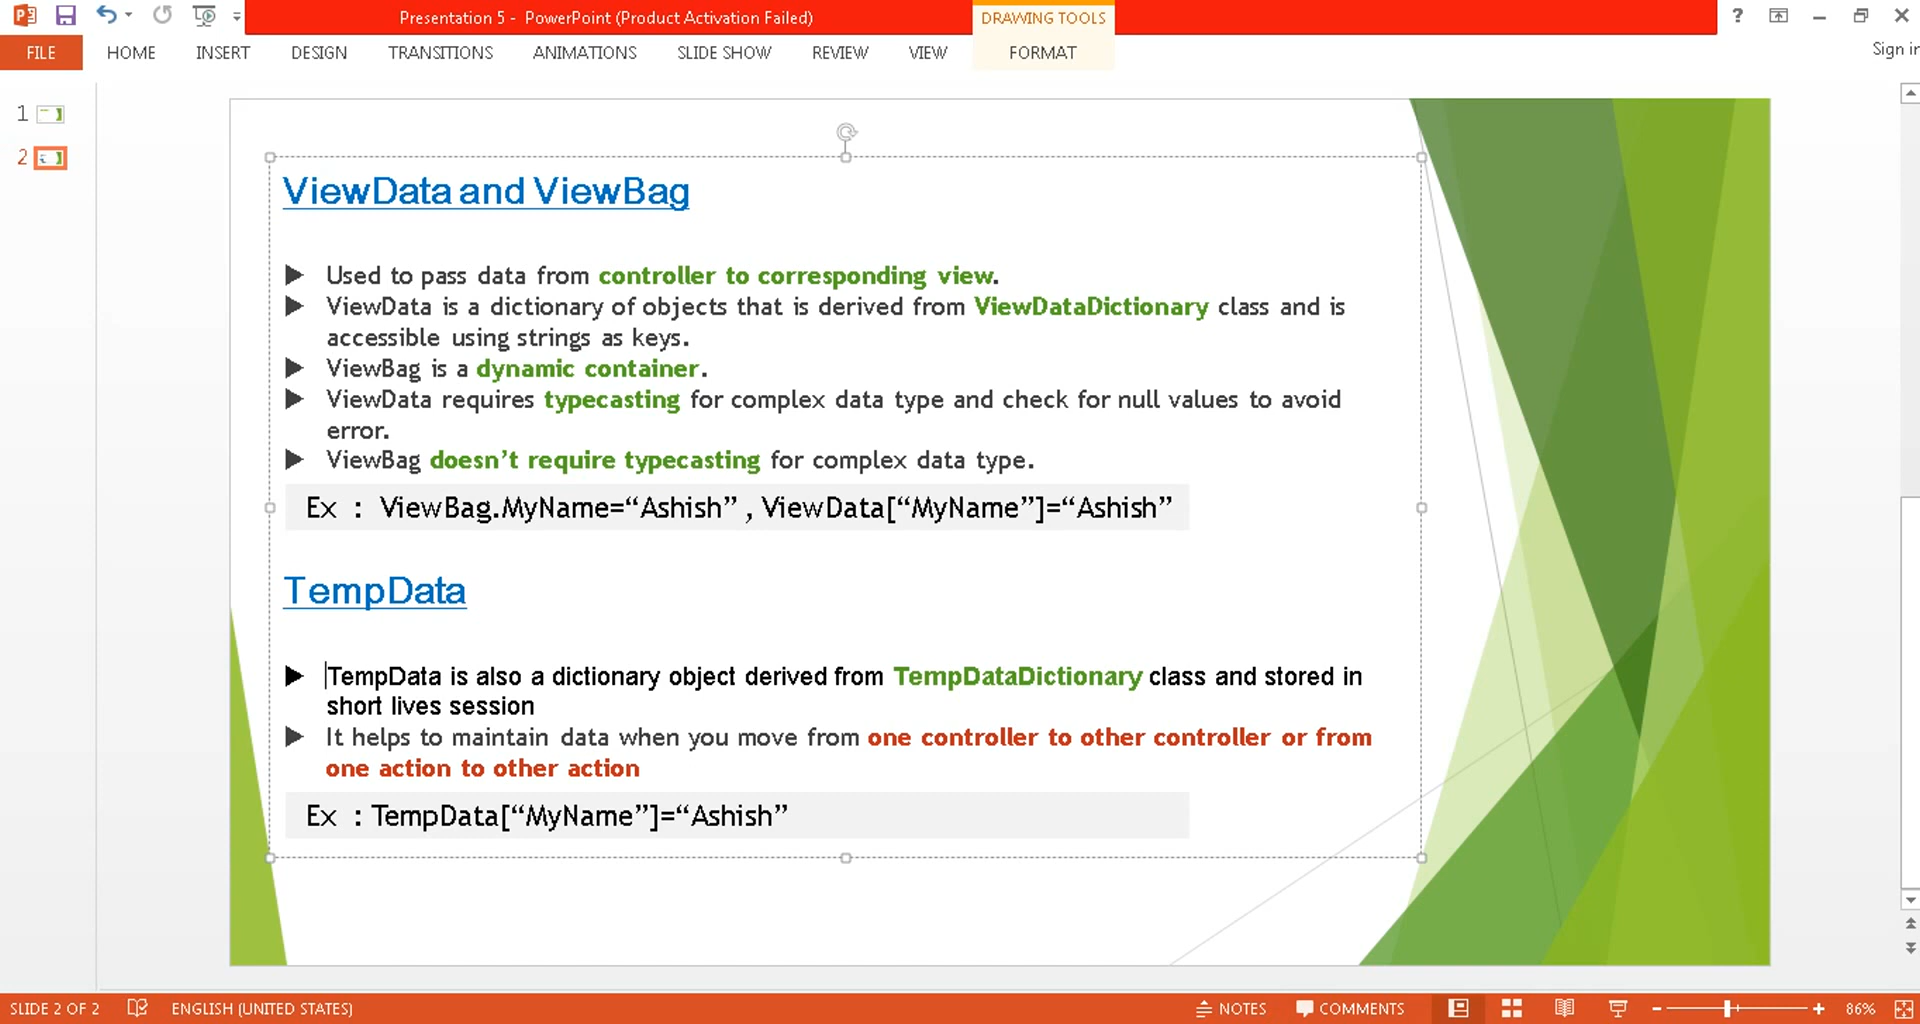 Presentation 5 - PowerPoint (Product Activation Failed)
DRAWING TOOLS
?
FILE
HOME
INSERT
DESIGN
TRANSITIONS
ANIMATIONS
SLIDE SHOW
REVIEW
VIEW
FORMAT
Sign in
1
2
ViewData and ViewBag
Used to pass data from controller to corresponding view.
ViewData is a dictionary of objects that is derived from ViewDataDictionary class and is
accessible using strings as keys.
ViewBag is a dynamic container.
ViewData requires typecasting for complex data type and check for null values to avoid
error.
ViewBag doesn’t require typecasting for complex data type.
Ex : ViewBag.MyName=“Ashish” , ViewData[“MyName”]=“Ashish”
TempData
TempData is also a dictionary object derived from TempDataDictionary class and stored in
short lives session
It helps to maintain data when you move from one controller to other controller or from
one action to other action
Ex : TempData[“MyName”]=“Ashish”
SLIDE 2 OF 2
ENGLISH (UNITED STATES)
NOTES
COMMENTS
86%